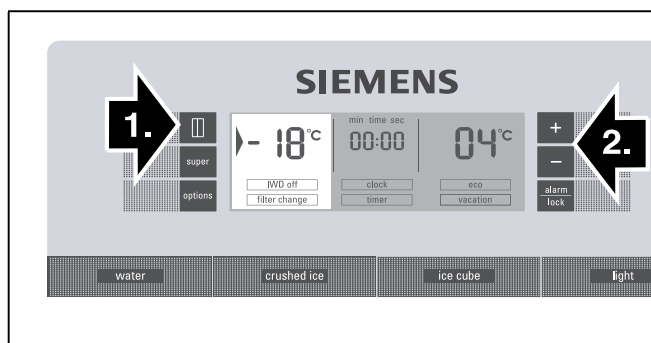 SIEMENS
1.
super
options
- 18°C
IWD off
filter change
min time sec
00:00
clock
timer
04°C
eco
vacation
+
−
alarm
lock
2.
water
crushed ice
ice cube
light